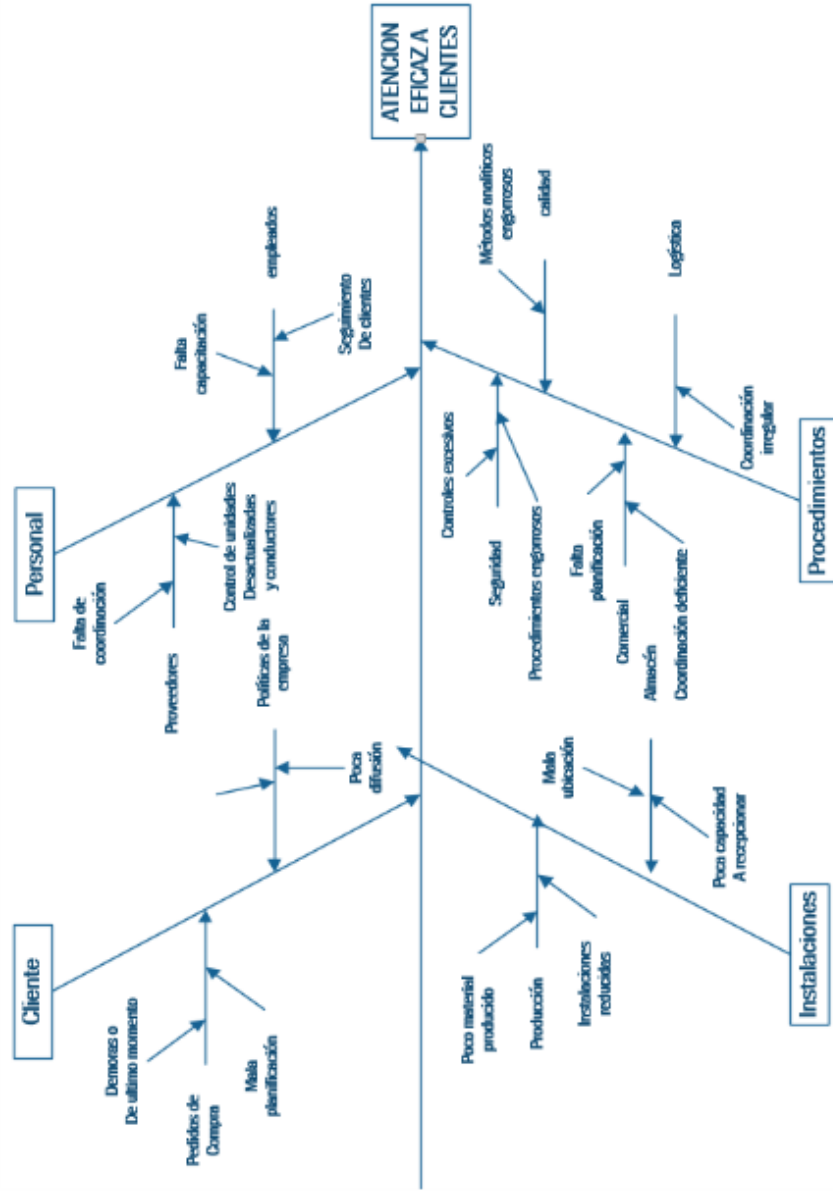 Cliente
Demoras o
De ultimo momento
Pedidos de
Compra
Mala
planificación
Políticas de la
empresa
Poca
difusión
Personal
Falta de
coordinación
Proveedores
Control de unidades
Desactualizadas
y conductores
Falta
capacitación
empleados
Seguimiento
De clientes
ATENCION
EFICAZ A
CLIENTES
Poco material
producido
Producción
Instalaciones
reducidas
Mala
ubicación
Almacén
Poca capacidad
A recepcionar
Instalaciones
Controles excesivos
Seguridad
Procedimientos engorrosos
Falta
planificación
Comercial
Coordinación deficiente
Métodos analíticos
engorrosos
calidad
Logística
Coordinación
irregular
Procedimientos